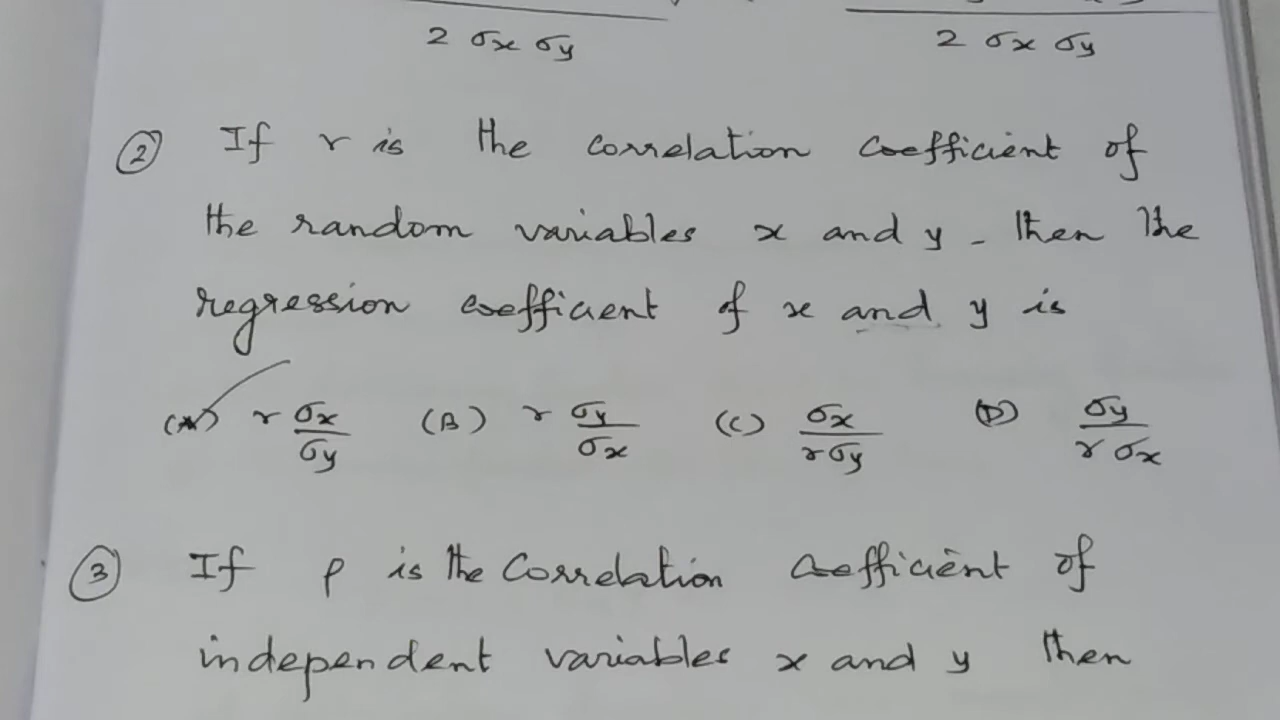 2 σx σy 2 σx σy
② If r is the correlation coefficient of
the random variables x and y - then the
regression coefficient of x and y is
(A) r σx/σy (B) r σy/σx (C) σx/rσy (D) σy/r σx
③ If ρ is the Correlation coefficient of
independent variables x and y then